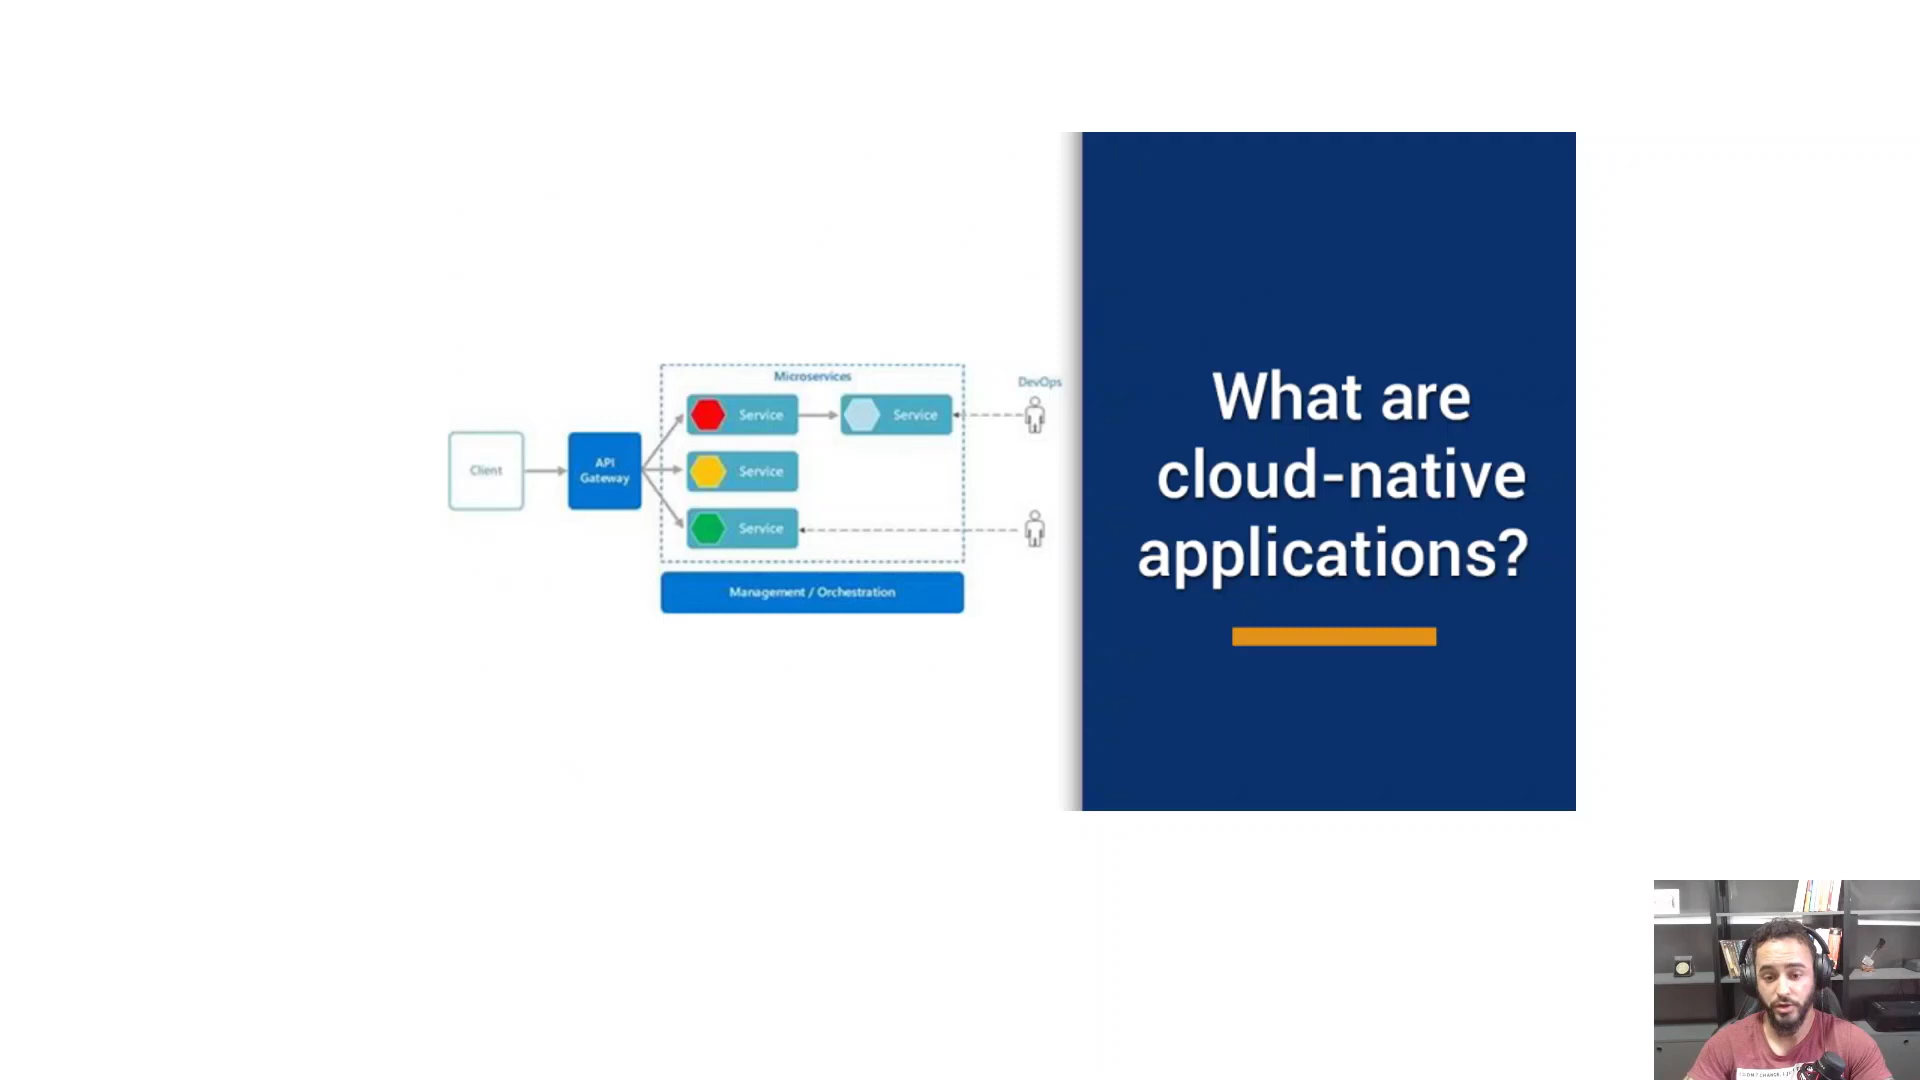 Microservices
DevOps
Service
Service
Client
API
Gateway
Service
Service
Management / Orchestration
What are
cloud-native
applications?